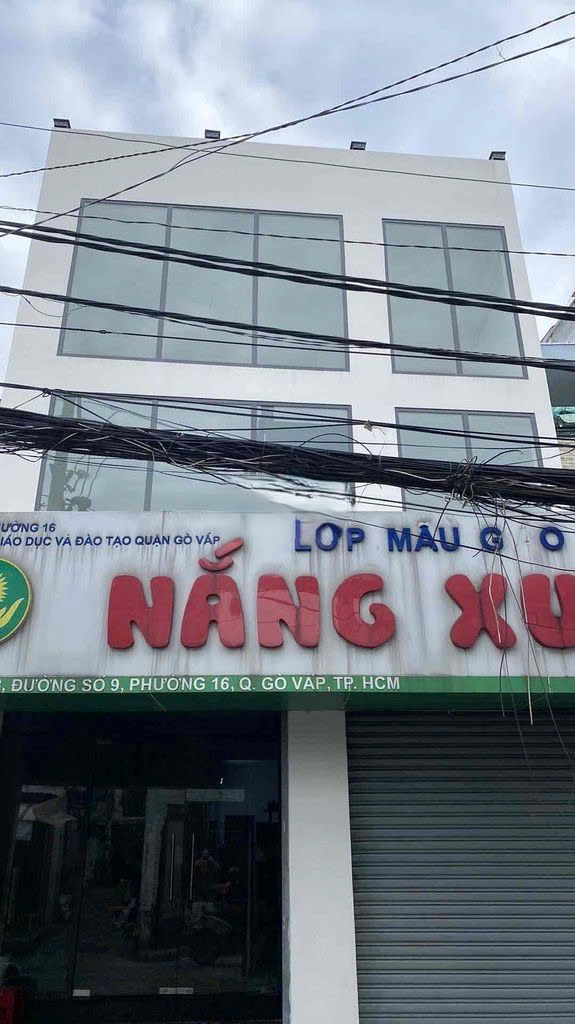 ƯỜNG 16
IÁO DỤC VÀ ĐÀO TẠO QUẬN GÒ VẤP
LỚP MẪU G O
NẮNG XU
, ĐƯỜNG SỐ 9, PHƯỜNG 16, Q. GÒ VẤP, TP. HCM